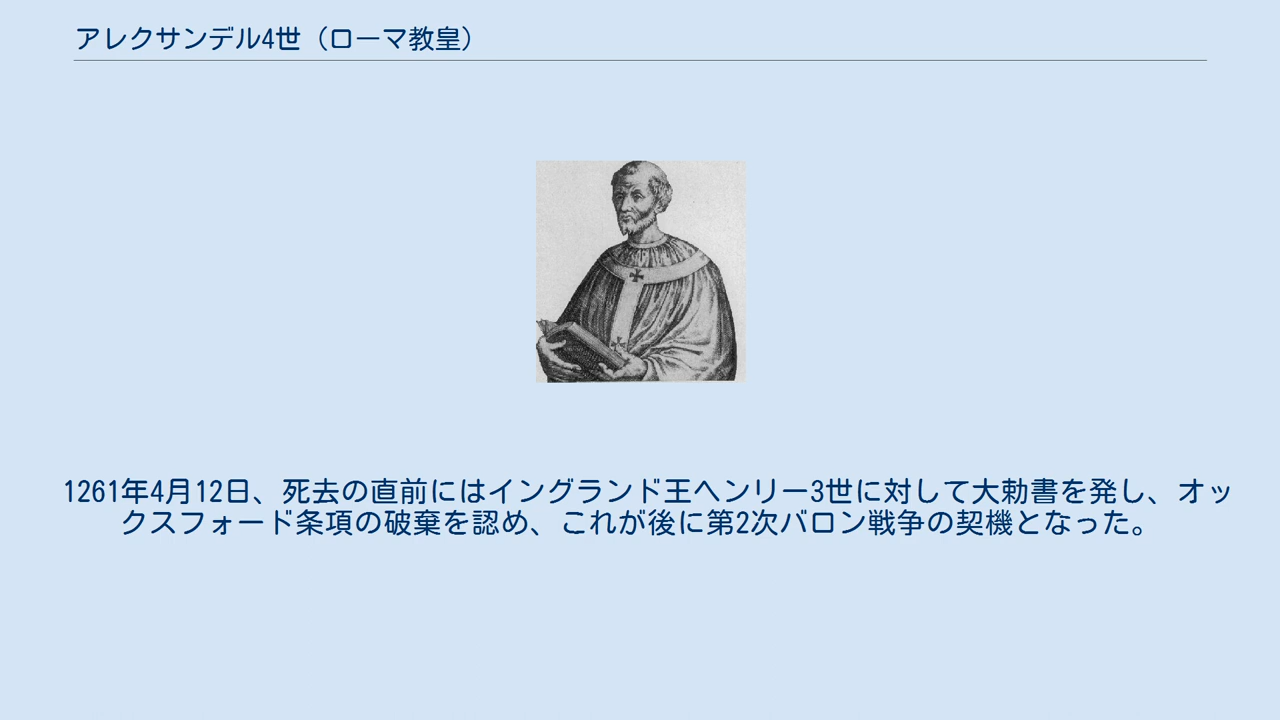 アレクサンデル4世（ローマ教皇）
1261年4月12日、死去の直前にはイングランド王ヘンリー3世に対して大勅書を発し、オッ
クスフォード条項の破棄を認め、これが後に第2次バロン戦争の契機となった。